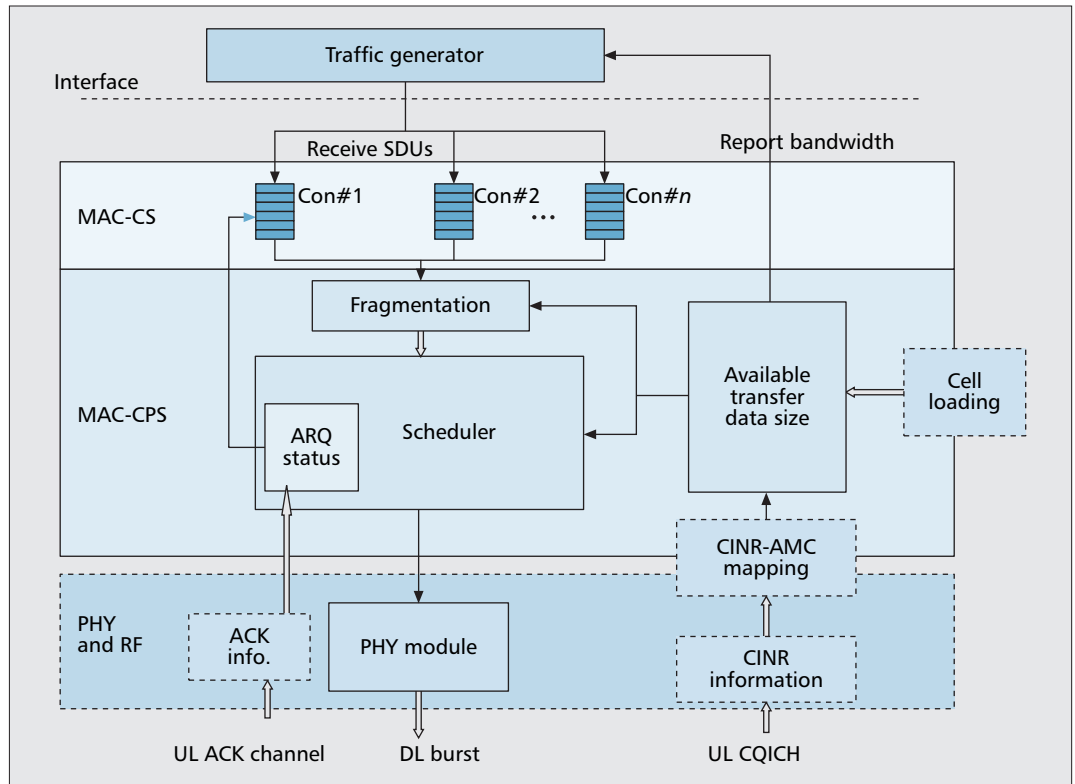 Traffic generator
Interface
Receive SDUs
Report bandwidth
MAC-CS
Con#1
Con#2
...
Con#n
Fragmentation
MAC-CPS
ARQ
status
Scheduler
Available
transfer
data size
Cell
loading
CINR-AMC
mapping
PHY
and RF
ACK
info.
PHY module
CINR
information
UL ACK channel
DL burst
UL CQICH